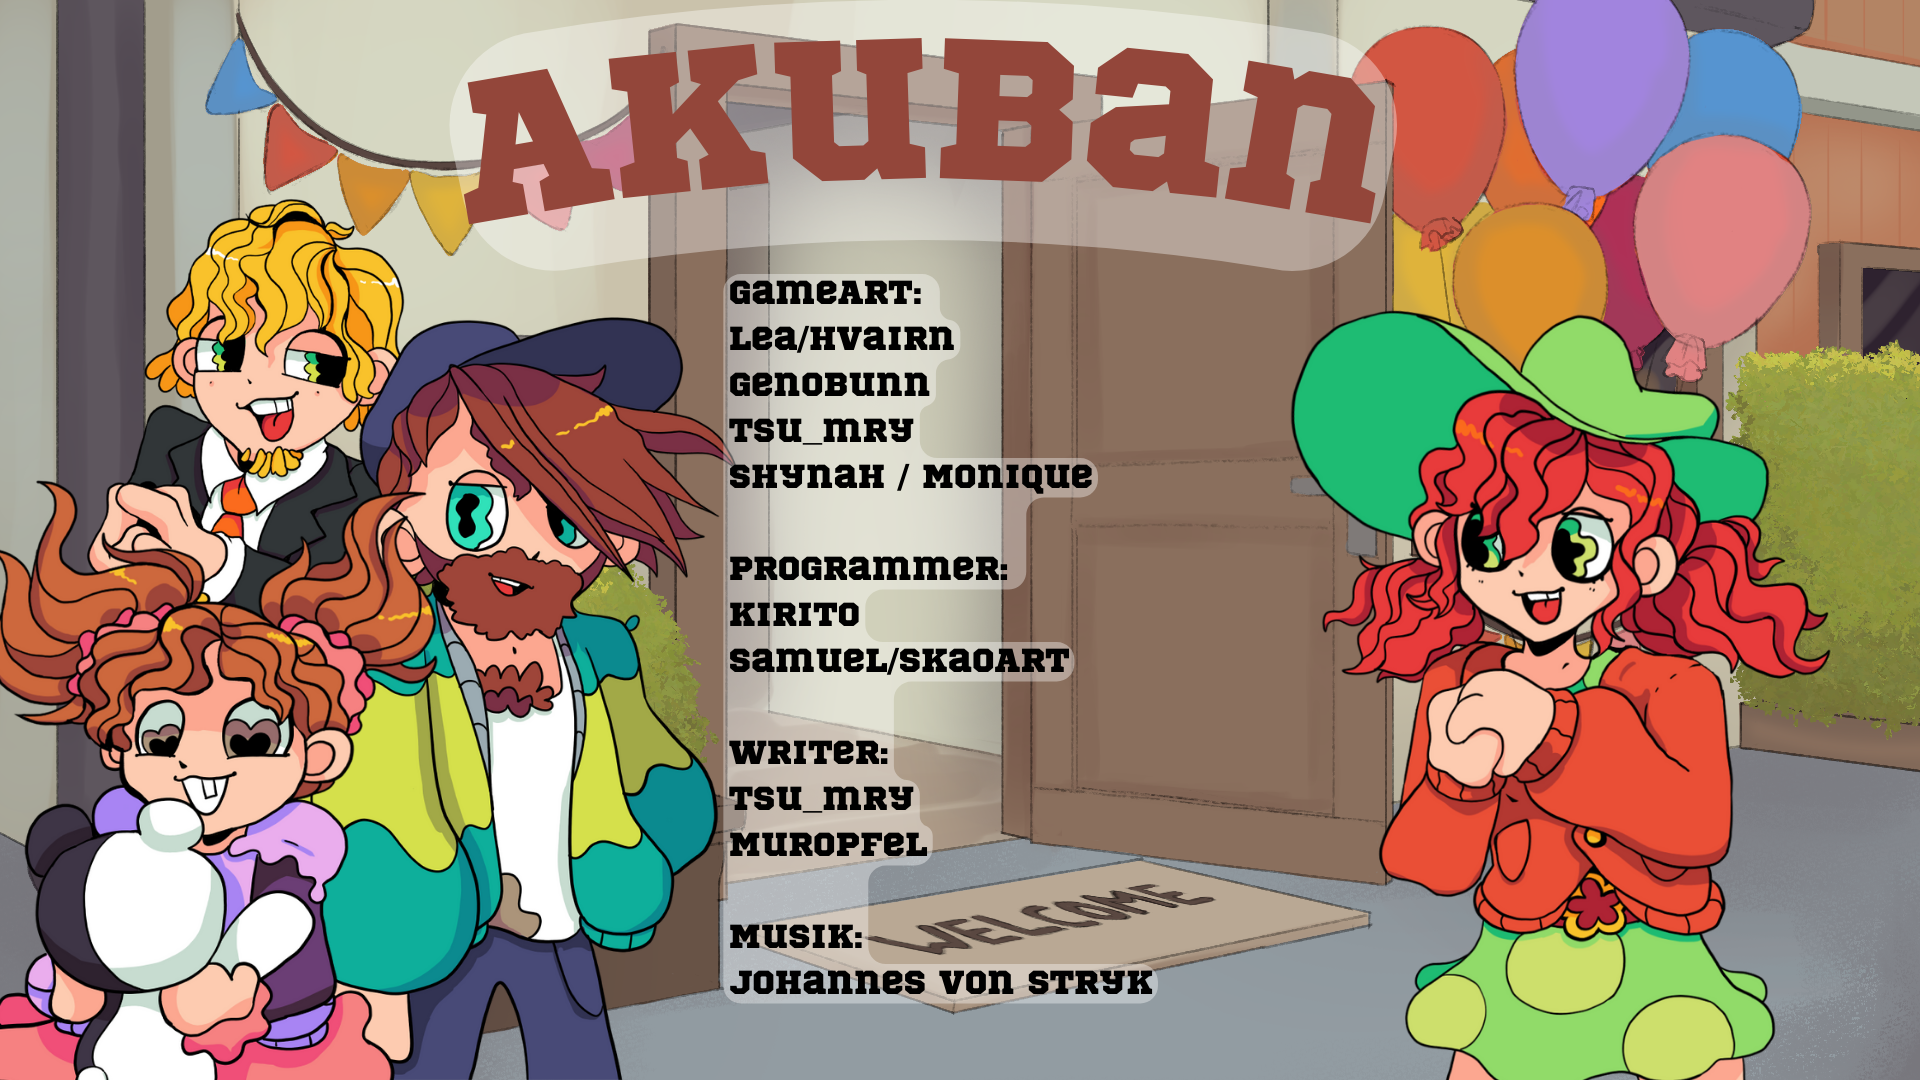 AKUBan
GameART:
Lea/HVAIRn
GenoBunn
TSU_mRY
SHYnaH / MonIQUe
PROGRammeR:
KIRITO
SamueL/SKaoART
WRITeR:
TSU_mRY
MUROPFeL
MUSIK:
JOHannes Von STRYK
WELCOME